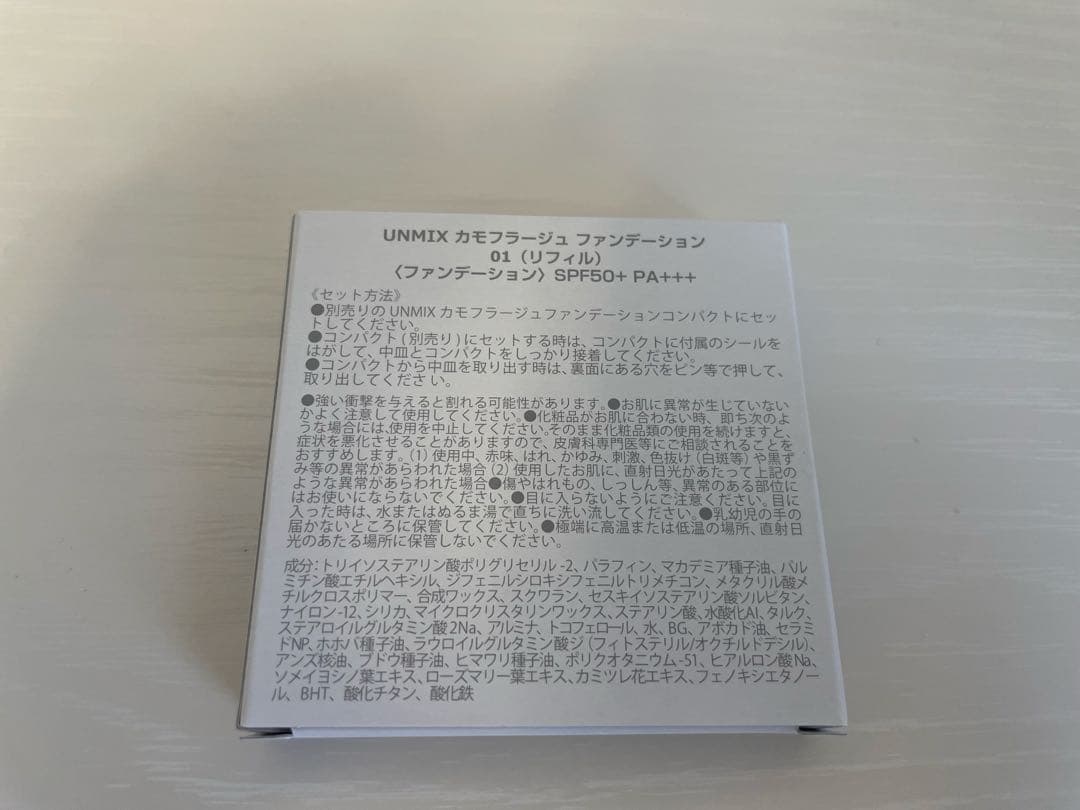 UNMIX カモフラージュ ファンデーション
01（リフィル）
〈ファンデーション〉SPF50+ PA+++
《セット方法》
●別売りの UNMIX カモフラージュファンデーションコンパクトにセッ
トしてください。
●コンパクト(別売り)にセットする時は、コンパクトに付属のシールを
はがして、中皿とコンパクトをしっかり接着してください。
●コンパクトから中皿を取り出す時は、裏面にある穴をピン等で押して、
取り出してください。
●強い衝撃を与えると割れる可能性があります。●お肌に異常が生じていない
かよく注意して使用してください。●化粧品がお肌に合わない時、即ち次のよ
うな場合には、使用を中止してください。そのまま化粧品類の使用を続けますと、
症状を悪化させることがありますので、皮膚科専門医等にご相談されることを
おすすめします。（1）使用中、赤味、はれ、かゆみ、刺激、色抜け（白斑等）や黒ず
み等の異常があらわれた場合（2）使用したお肌に、直射日光があたって上記の
ような異常があらわれた場合●傷やはれもの、しっしん等、異常のある部位に
はお使いにならないでください。●目に入らないようにご注意ください。目に
入った時は、水またはぬるま湯で直ちに洗い流してください。●乳幼児の手の
届かないところに保管してください。●極端に高温または低温の場所、直射日
光のあたる場所に保管しないでください。
成分：トリイソステアリン酸ポリグリセリル-2、パラフィン、マカデミア種子油、パル
ミチン酸エチルヘキシル、ジフェニルシロキシフェニルトリメチコン、メタクリル酸メ
チルクロスポリマー、合成ワックス、スクワラン、セスキイソステアリン酸ソルビタン、
ナイロン-12、シリカ、マイクロクリスタリンワックス、ステアリン酸、水酸化Al、タルク、
ステアロイルグルタミン酸2Na、アルミナ、トコフェロール、水、BG、アボカド油、セラミ
ドNP、ホホバ種子油、ラウロイルグルタミン酸ジ（フィトステリル/オクチルドデシル）、
アンズ核油、ブドウ種子油、ヒマワリ種子油、ポリクオタニウム-51、ヒアルロン酸Na、
ソメイヨシノ葉エキス、ローズマリー葉エキス、カミツレ花エキス、フェノキシエタノー
ル、BHT、酸化チタン、酸化鉄